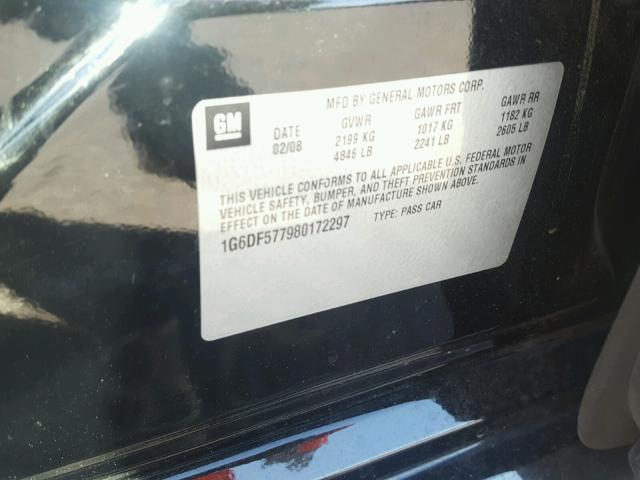 MFD BY GENERAL MOTORS CORP.
GM
DATE GVWR GAWR FRT GAWR RR
02/08 2199 KG 1017 KG 1182 KG
4846 LB 2241 LB 2605 LB
THIS VEHICLE CONFORMS TO ALL APPLICABLE U.S. FEDERAL MOTOR
VEHICLE SAFETY, BUMPER, AND THEFT PREVENTION STANDARDS IN
EFFECT ON THE DATE OF MANUFACTURE SHOWN ABOVE.
1G6DF577980172297 TYPE: PASS CAR